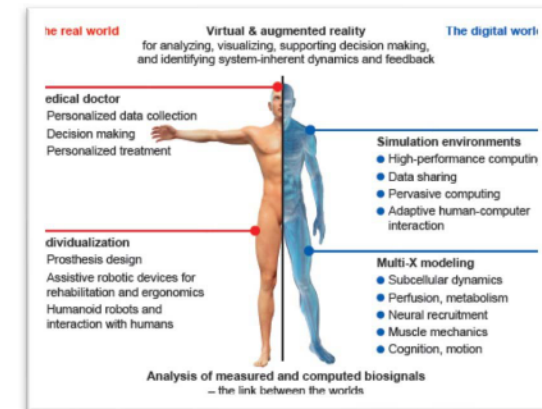 he real world
Virtual & augmented reality
The digital worl
for analyzing, visualizing, supporting decision making,
and identifying system-inherent dynamics and feedback
edical doctor
Personalized data collection
Decision making
Personalized treatment
Simulation environments
High-performance computin
Data sharing
Pervasive computing
Adaptive human-computer
interaction
dividualization
Prosthesis design
Assistive robotic devices for
rehabilitation and ergonomics
Humanoid robots and
interaction with humans
Multi-X modeling
Subcellular dynamics
Perfusion, metabolism
Neural recruitment
Muscle mechanics
Cognition, motion
Analysis of measured and computed biosignals
– the link between the worlds